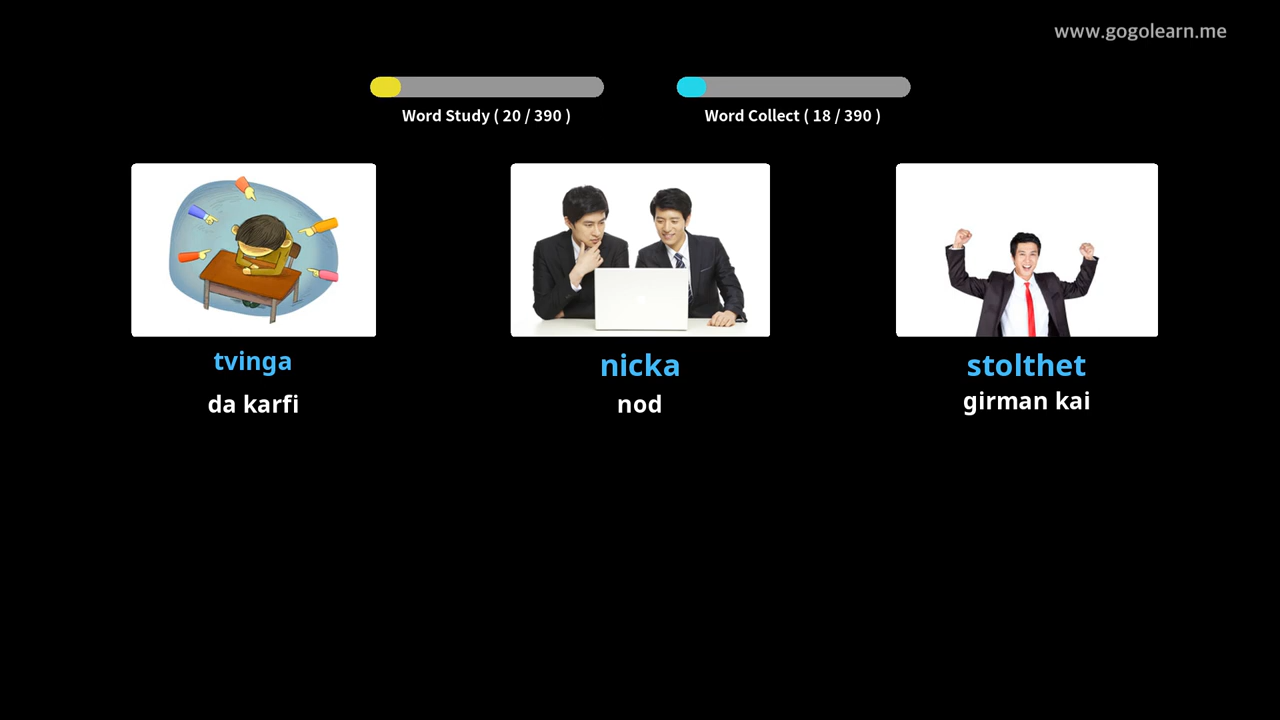 www.gogolearn.me
Word Study ( 20 / 390 )
Word Collect ( 18 / 390 )
tvinga
nicka
stolthet
da karfi
nod
girman kai